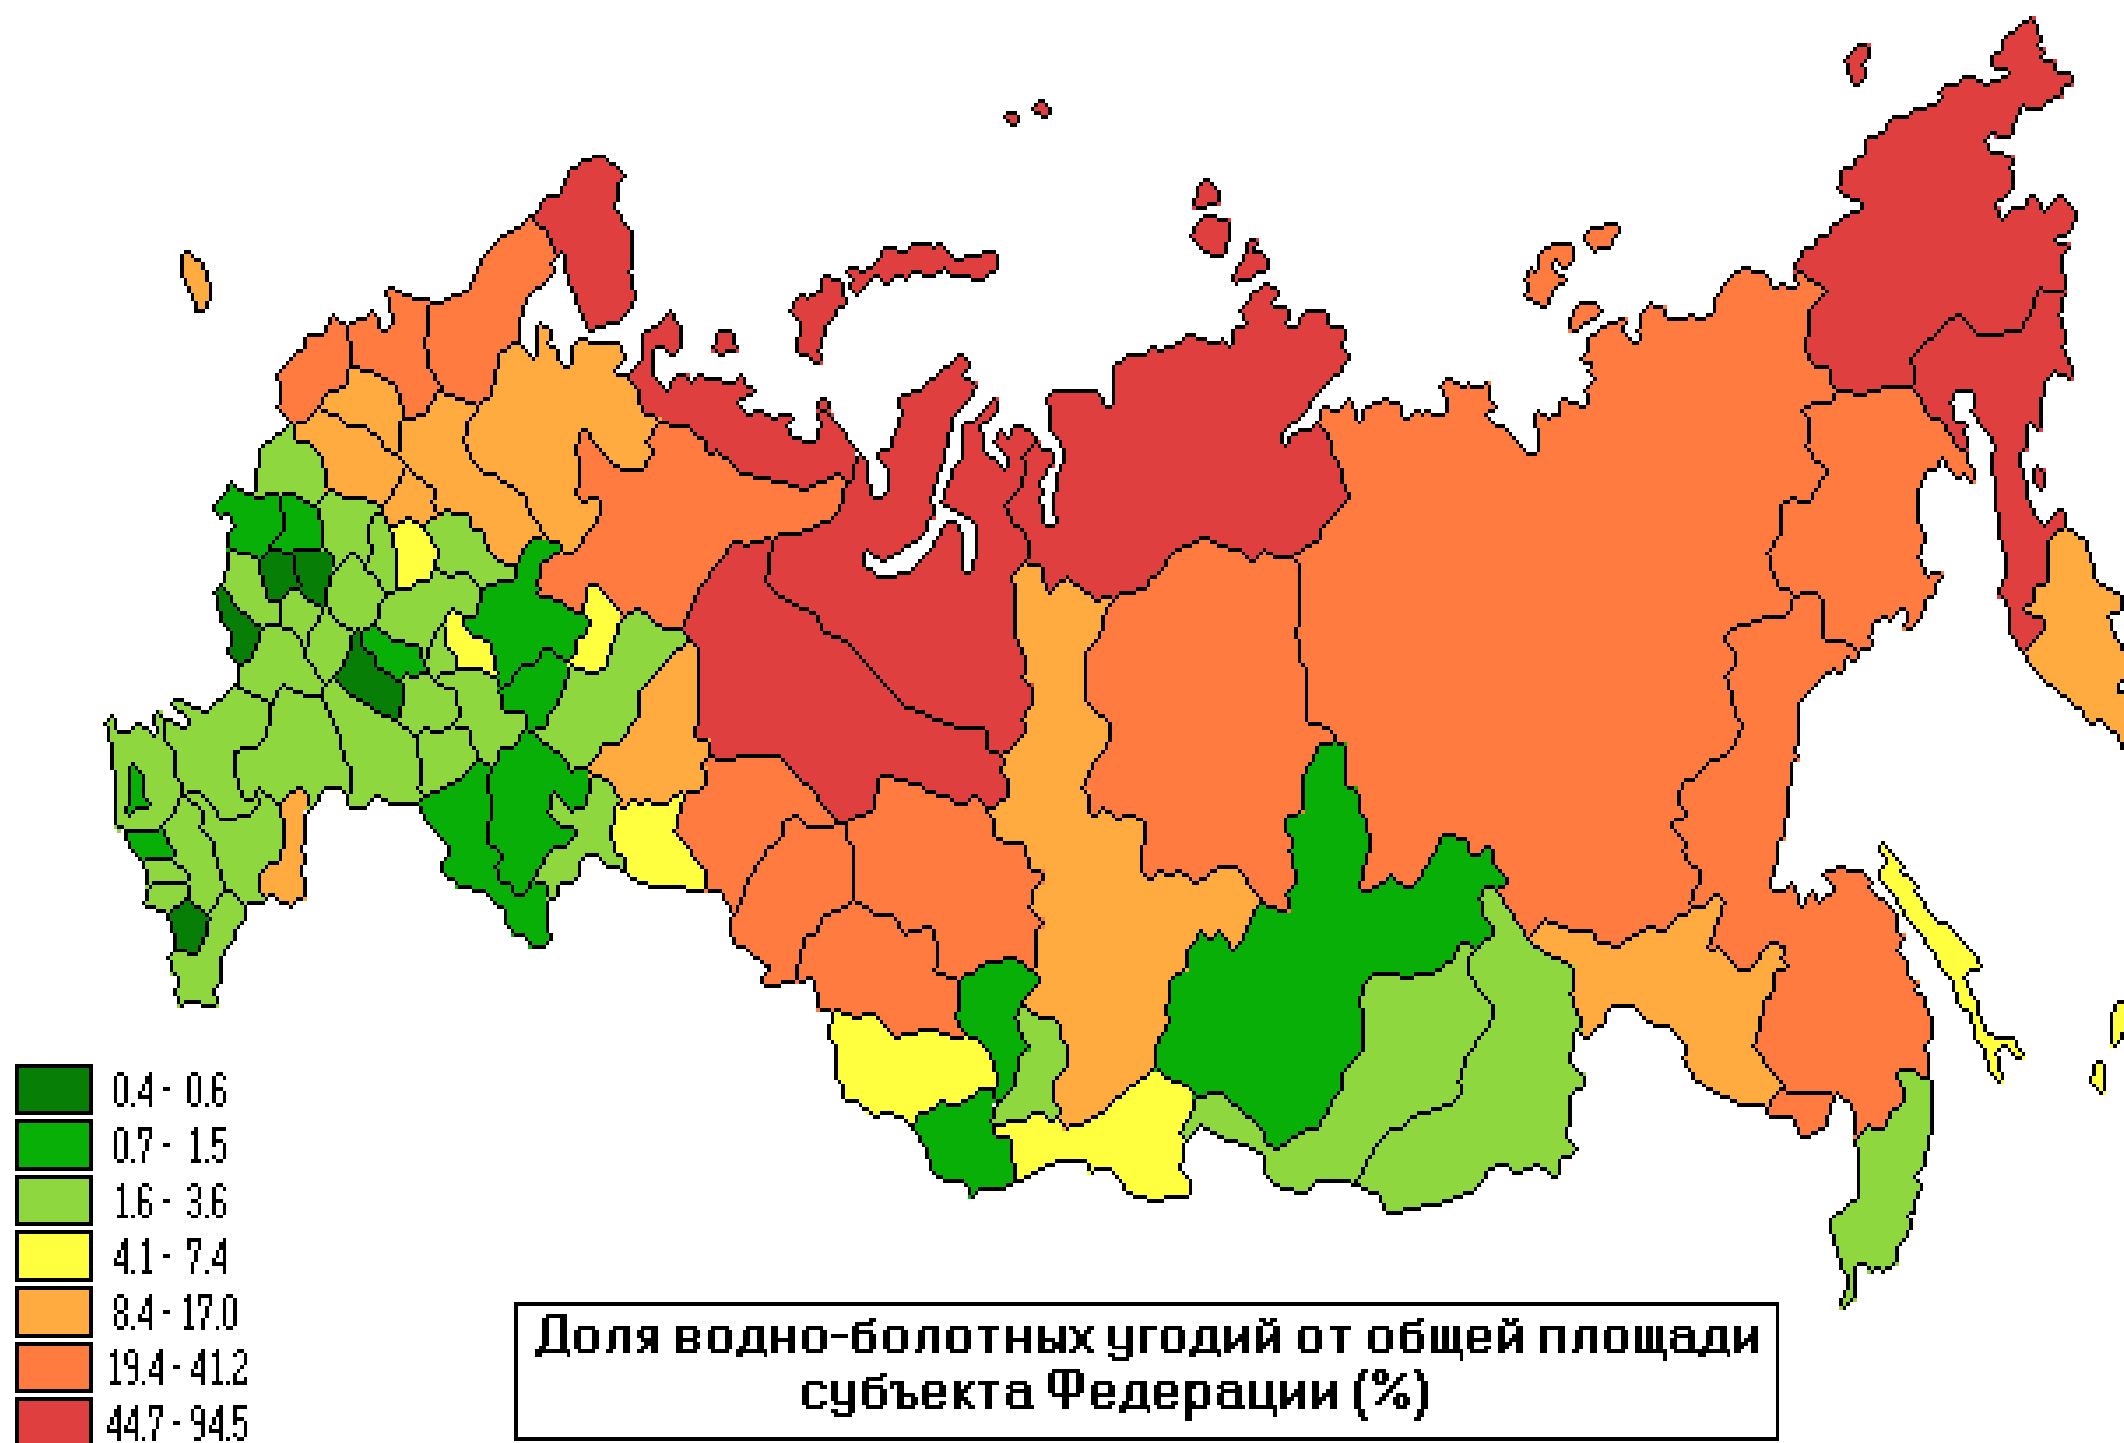 0.4 - 0.6
0.7 - 1.5
1.6 - 3.6
4.1 - 7.4
8.4 - 17.0
19.4 - 41.2
44.7 - 94.5
Доля водно-болотных угодий от общей площади
субъекта Федерации (%)